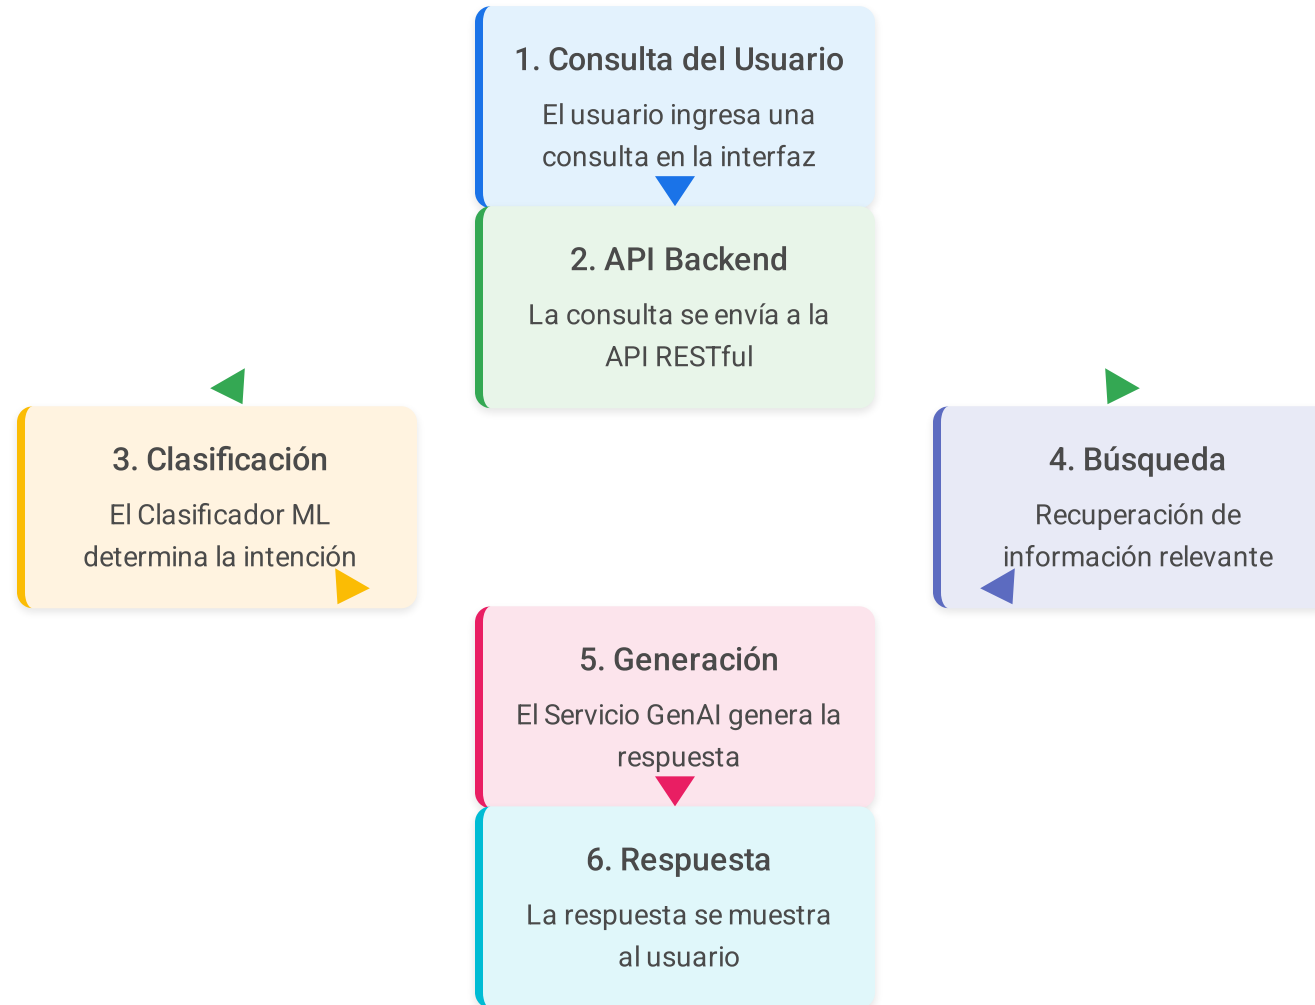 1. Consulta del Usuario
El usuario ingresa una
consulta en la interfaz
2. API Backend
La consulta se envía a la
API RESTful
3. Clasificación
El Clasificador ML
determina la intención
4. Búsqueda
Recuperación de
información relevante
5. Generación
El Servicio GenAI genera la
respuesta
6. Respuesta
La respuesta se muestra
al usuario